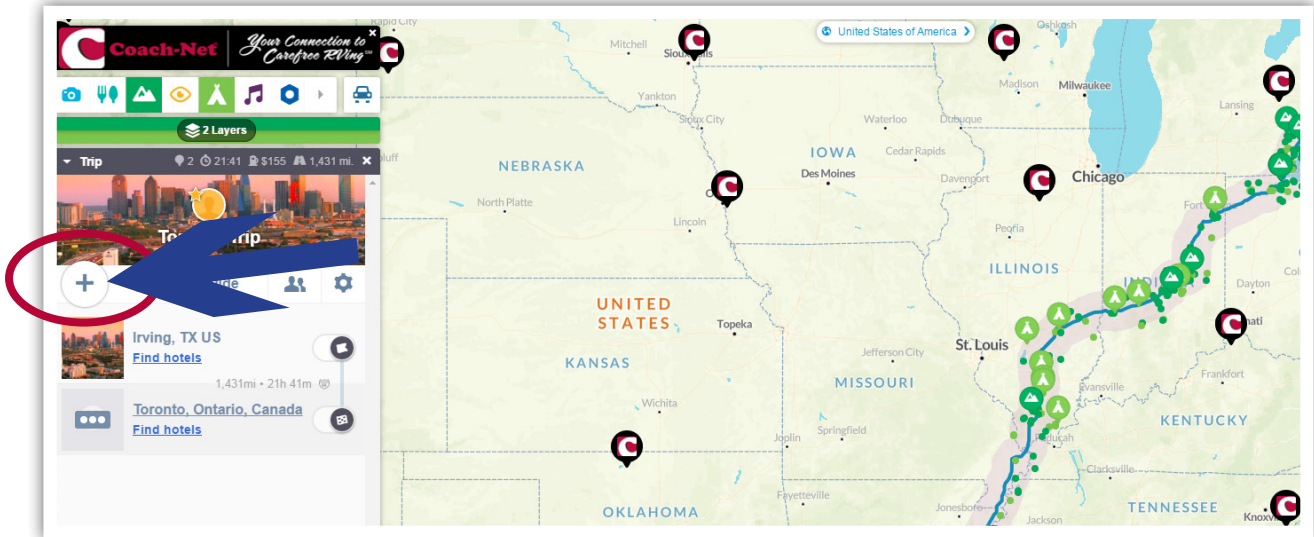 Coach-Net
Your Connection to
Carefree RVing
2 Layers
Trip 2 21:41 $155 1,431 mi.
Irving, TX US
Find hotels
1,431mi • 21h 41m
Toronto, Ontario, Canada
Find hotels
United States of America
Rapid City
Mitchell
Oshkosh
Madison
Milwaukee
Lansing
Yankton
Sioux City
Waterloo
Dubuque
IOWA
Cedar Rapids
Des Moines
Davenport
Chicago
NEBRASKA
North Platte
Lincoln
Peoria
ILLINOIS
Dayton
UNITED
STATES
Topeka
St. Louis
Jefferson City
KANSAS
MISSOURI
Evansville
Frankfort
Wichita
Springfield
Joplin
KENTUCKY
Paducah
Clarksville
Fayetteville
OKLAHOMA
Jonesboro
Jackson
TENNESSEE